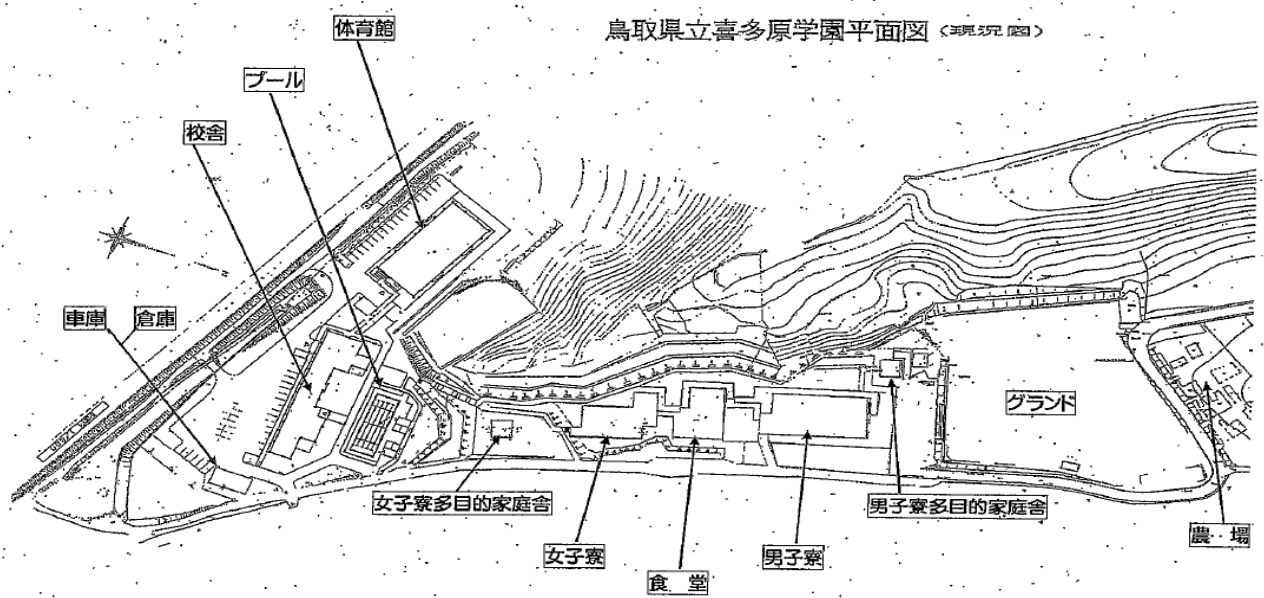 鳥取県立喜多原学園平面図（現況図）
体育館
プール
校舎
車庫
倉庫
グランド
女子寮多目的家庭舎
男子寮多目的家庭舎
女子寮
食　堂
男子寮
農　場